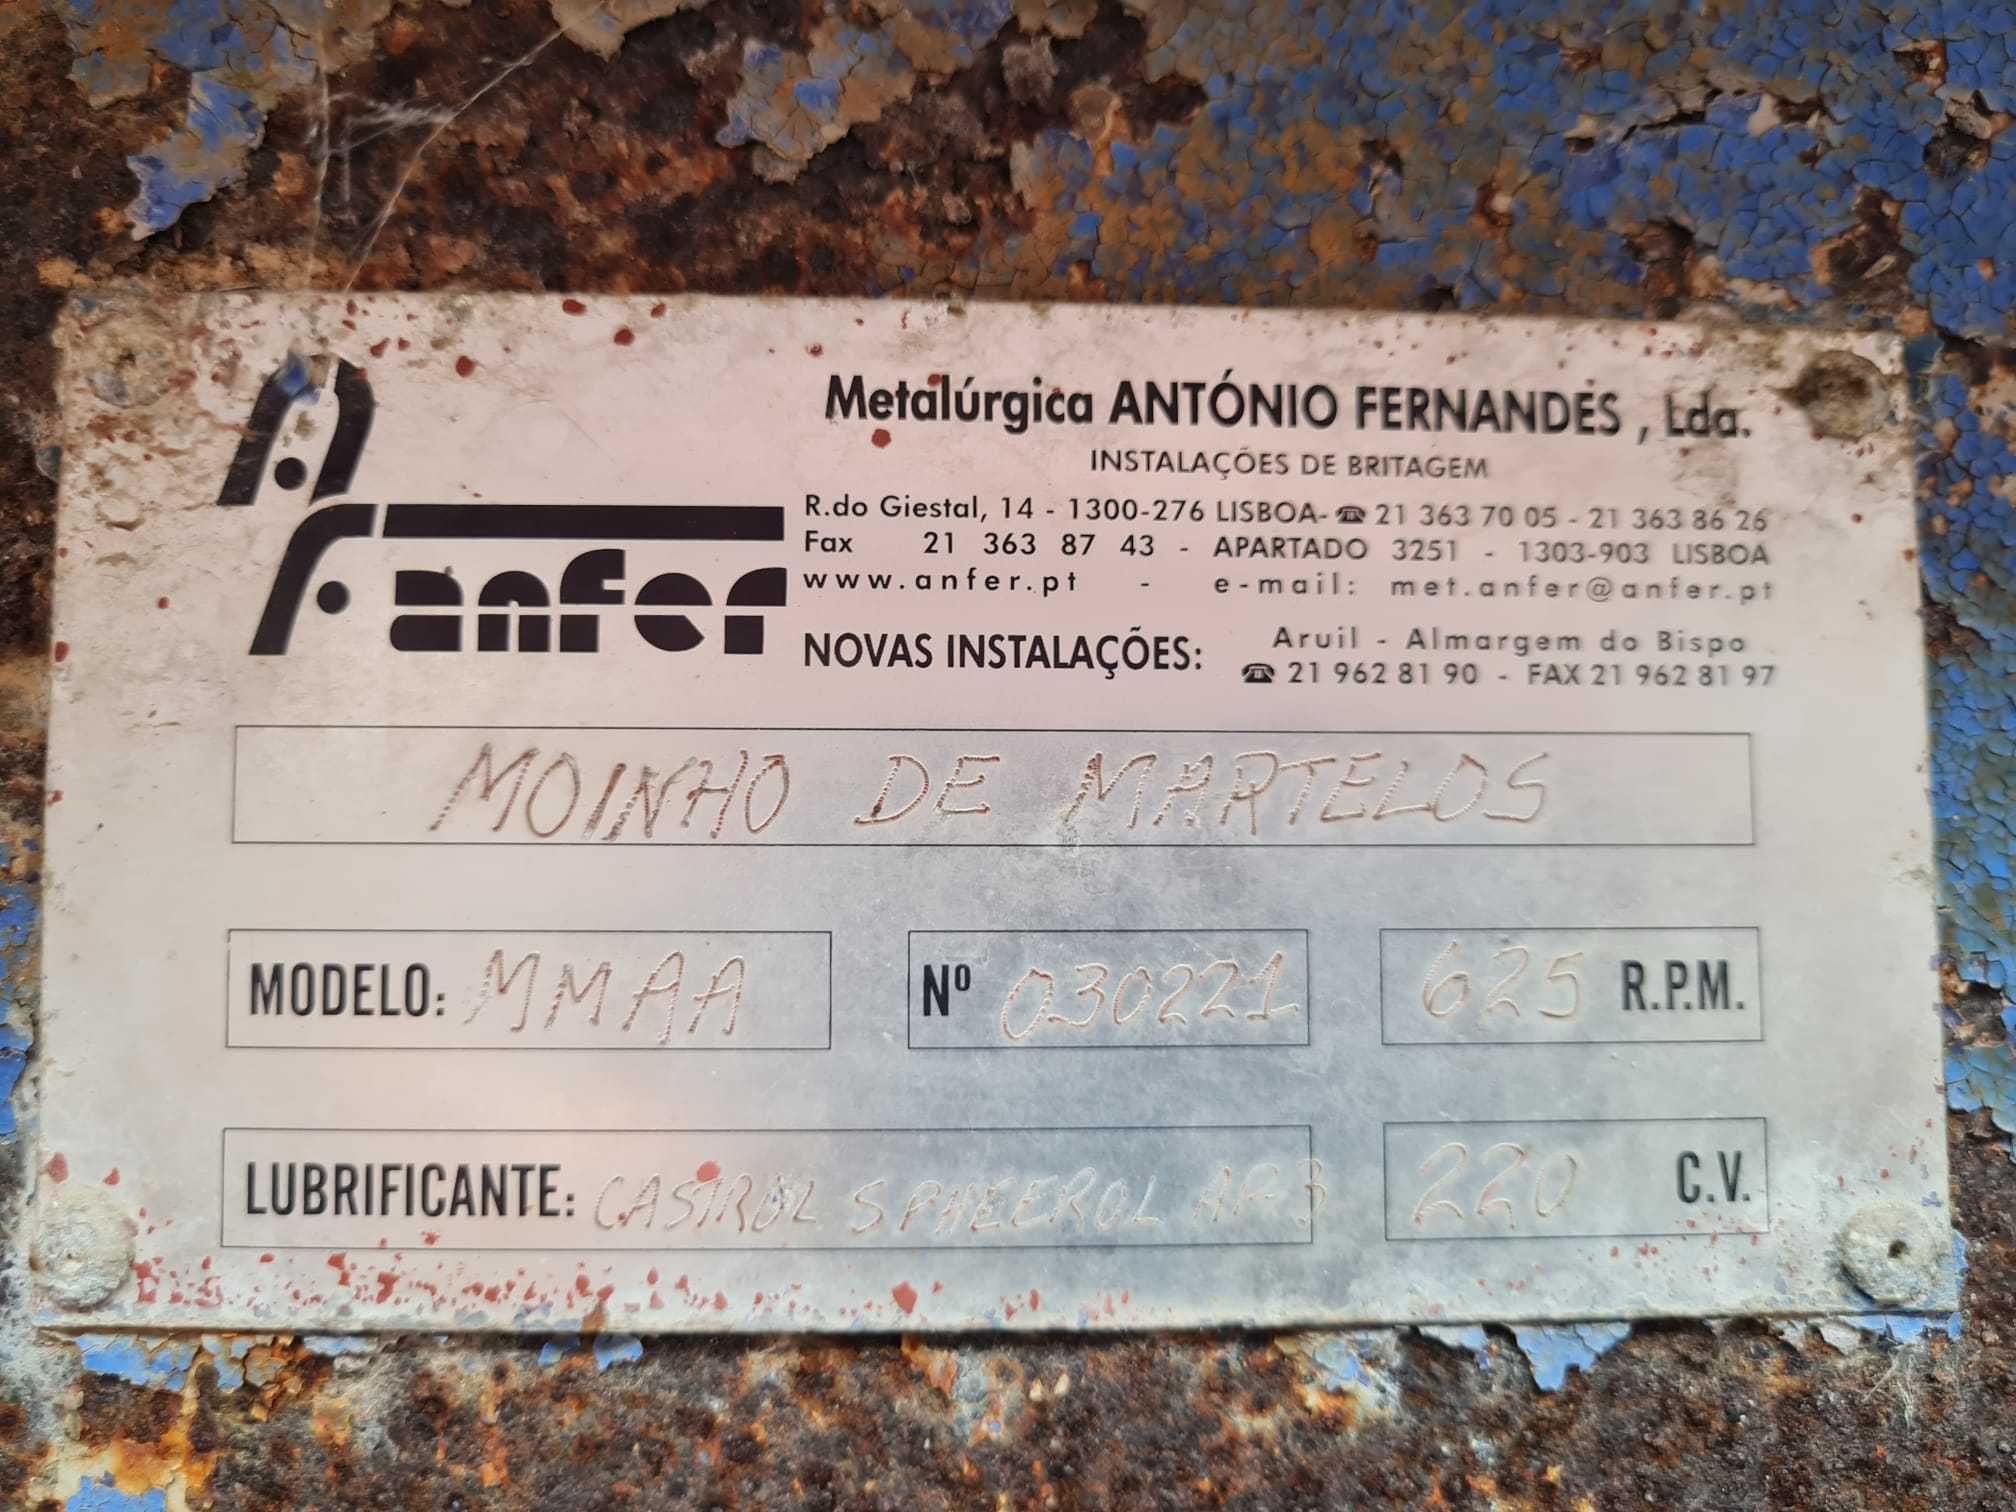 Metalúrgica ANTÓNIO FERNANDES , Lda.
INSTALAÇÕES DE BRITAGEM
R.do Giestal, 14 - 1300-276 LISBOA- ☎ 21 363 70 05 - 21 363 86 26
Fax 21 363 87 43 - APARTADO 3251 - 1303-903 LISBOA
www.anfer.pt - e-mail: met.anfer@anfer.pt
anfer
NOVAS INSTALAÇÕES: Aruil - Almargem do Bispo
☎ 21 962 81 90 - FAX 21 962 81 97
MOINHO DE MARTELOS
MODELO: MMAA Nº 030221 625 R.P.M.
LUBRIFICANTE: CASTROL SPHEEROL AP-3 220 C.V.